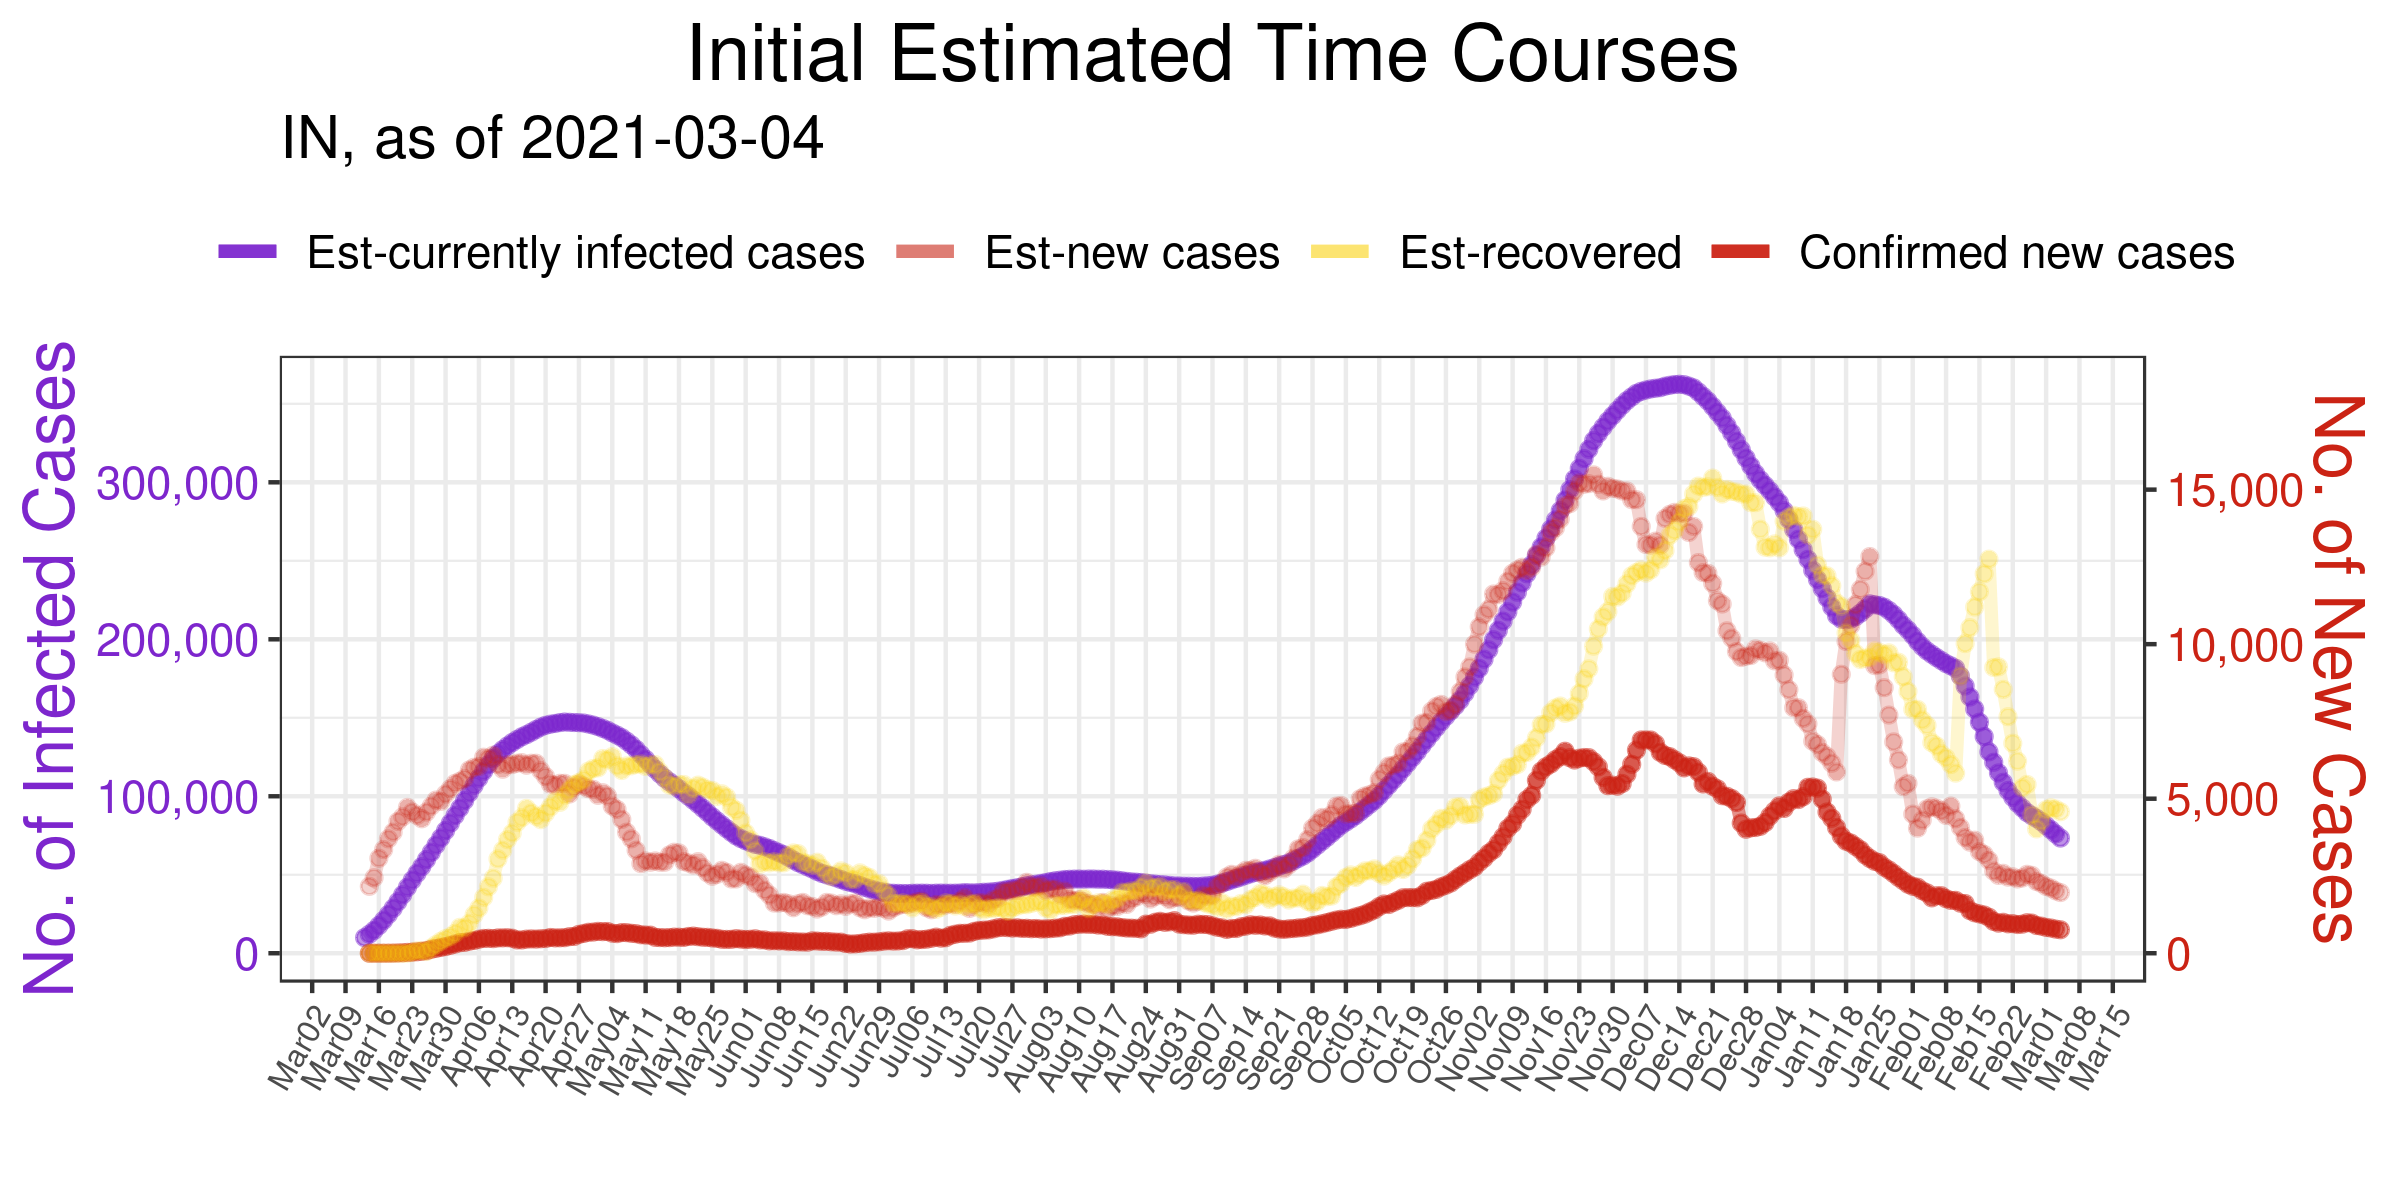 Initial Estimated Time Courses
IN, as of 2021-03-04
Est-currently infected cases
Est-new cases
Est-recovered
Confirmed new cases
No. of Infected Cases
300,000
200,000
100,000
0
No. of New Cases
15,000
10,000
5,000
0
Mar02
Mar09
Mar16
Mar23
Mar30
Apr06
Apr13
Apr20
Apr27
May04
May11
May18
May25
Jun01
Jun08
Jun15
Jun22
Jun29
Jul06
Jul13
Jul20
Jul27
Aug03
Aug10
Aug17
Aug24
Aug31
Sep07
Sep14
Sep21
Sep28
Oct05
Oct12
Oct19
Oct26
Nov02
Nov09
Nov16
Nov23
Nov30
Dec07
Dec14
Dec21
Dec28
Jan04
Jan11
Jan18
Jan25
Feb01
Feb08
Feb15
Feb22
Mar01
Mar08
Mar15